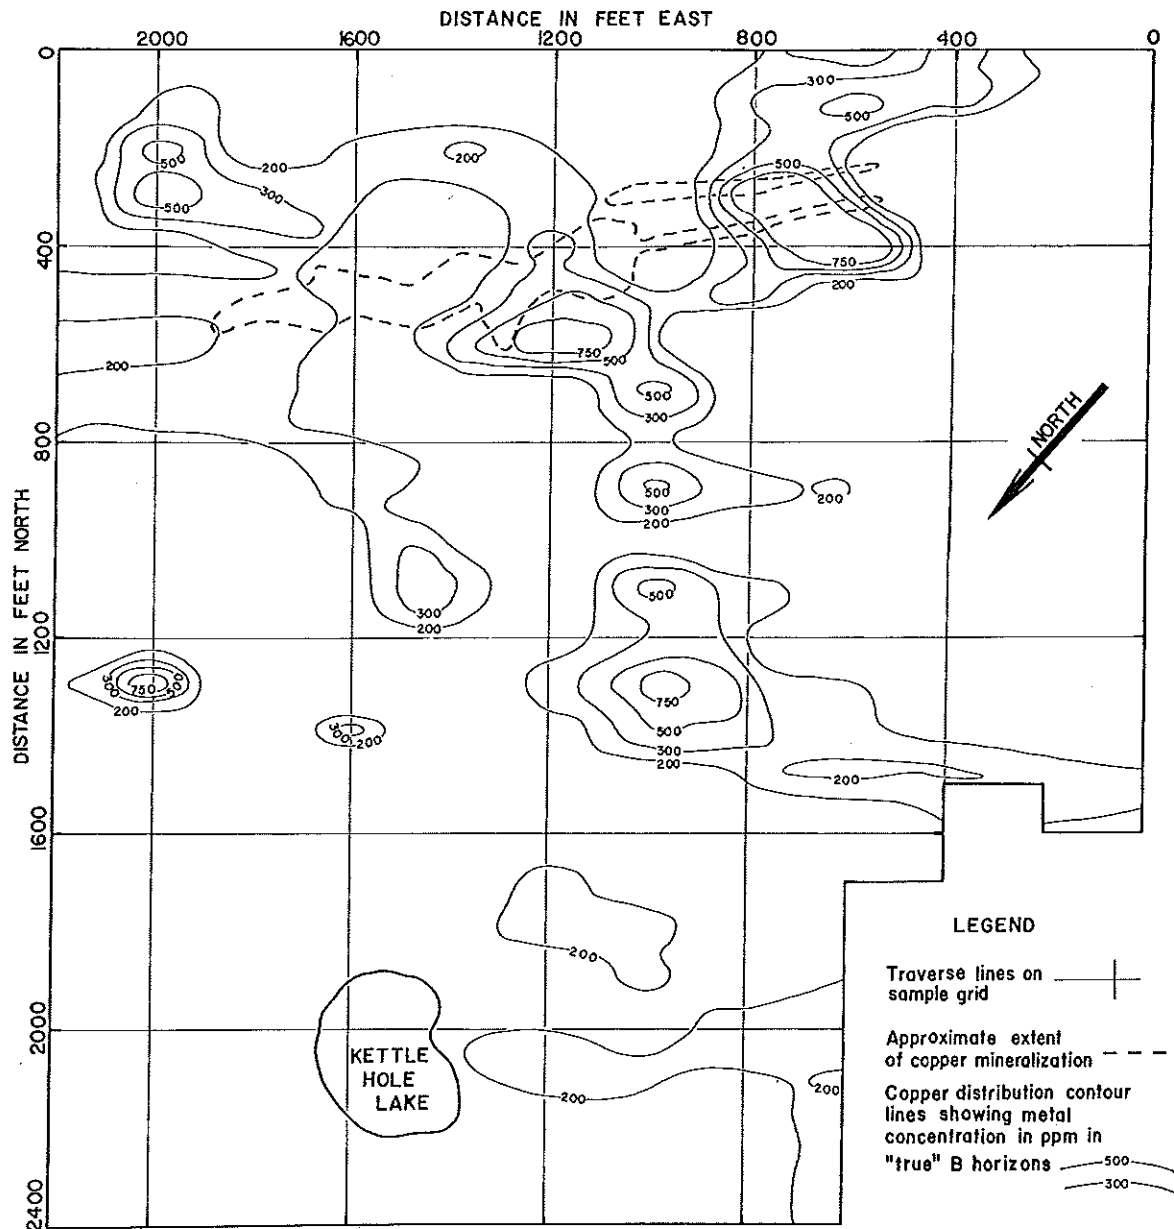 DISTANCE IN FEET EAST
0 2000 1600 1200 800 400 0
300
500
200
200
500
500
300
500
400
750
200
200
750
500
500
300
NORTH
800
500
300
200
200
DISTANCE IN FEET NORTH
500
300
200
1200
300 750 500
200
750
300 200
500
300
200
200
1600
LEGEND
200
Traverse lines on
sample grid
2000
Approximate extent
of copper mineralization
KETTLE
HOLE
LAKE
200
200
Copper distribution contour
lines showing metal
concentration in ppm in
"true" B horizons
500
300
2400